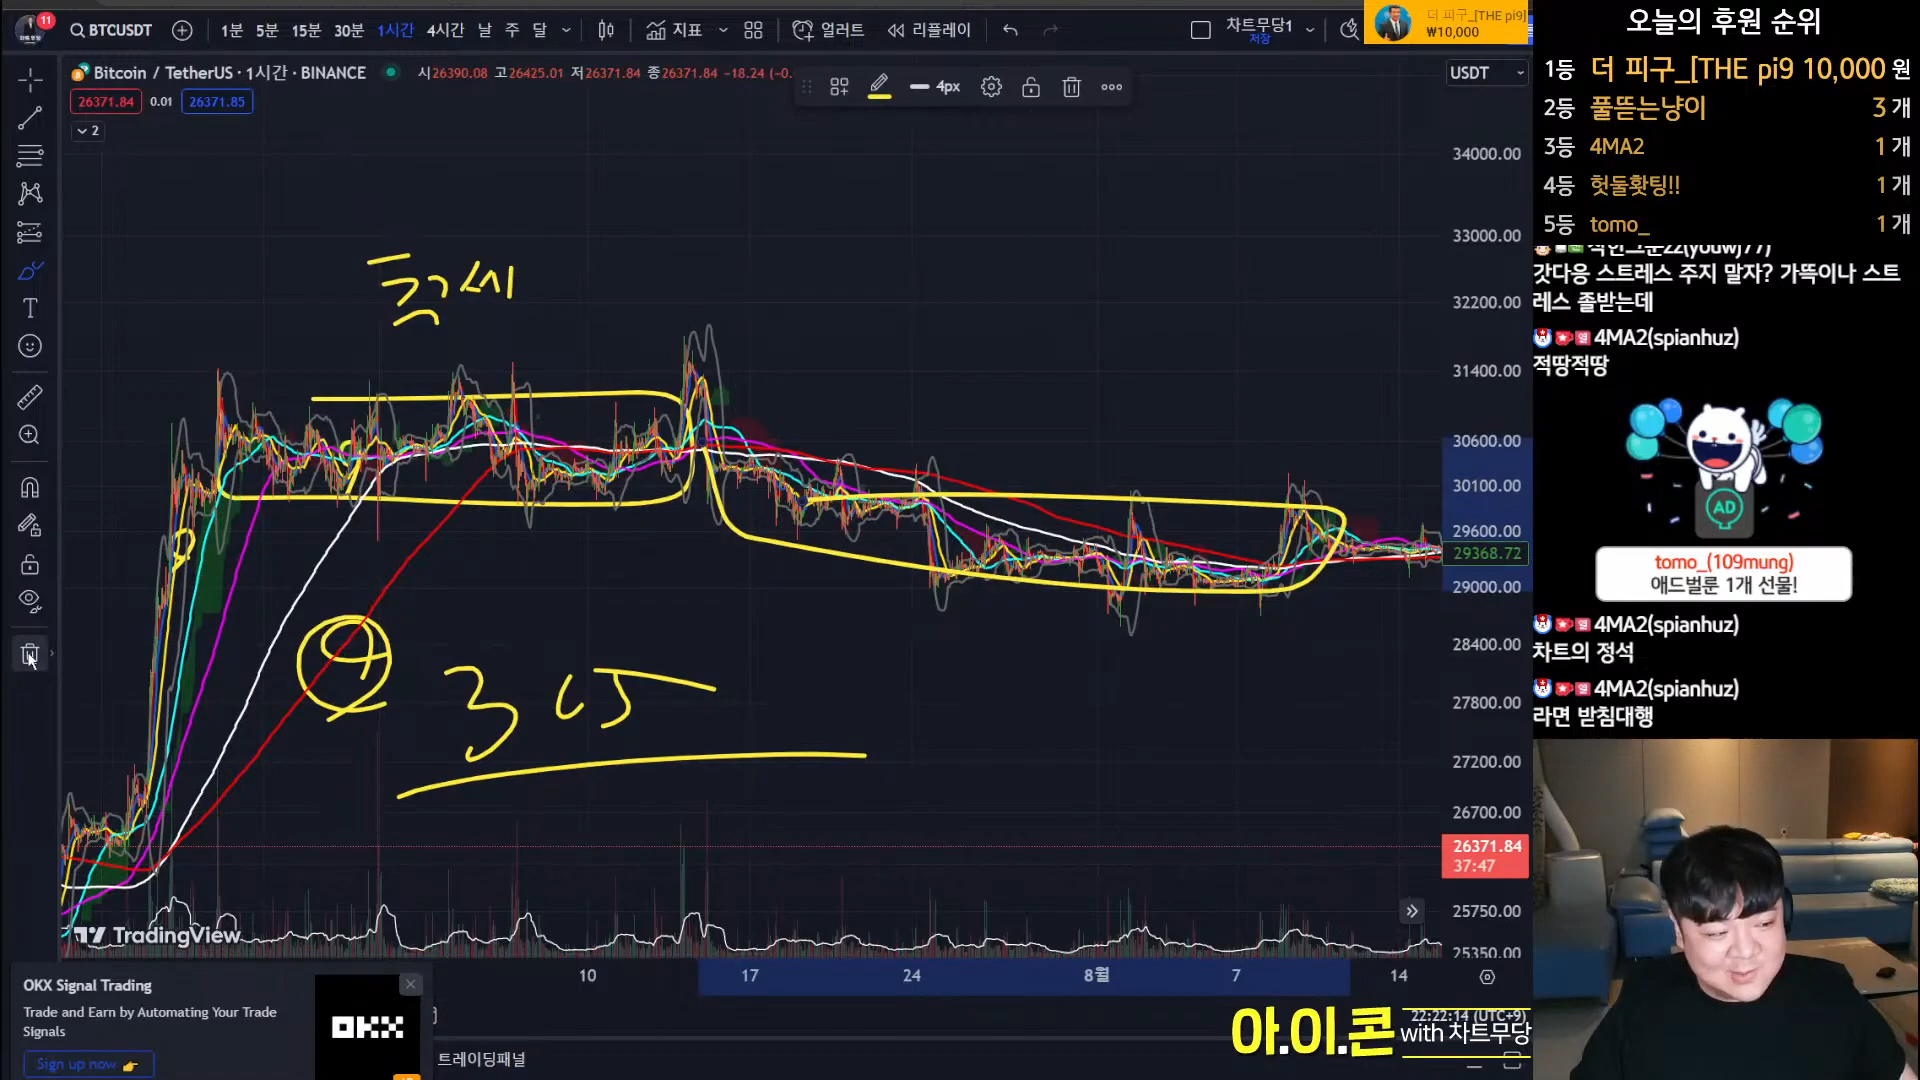 11
BTCUSDT
1분 5분 15분 30분 1시간 4시간 날 주 달
지표
얼러트
리플레이
차트무당1
저장
더 피구_[THE pi9]
₩10,000
Bitcoin / TetherUS · 1시간 · BINANCE
시26390.08 고26425.01 저26371.84 종26371.84 -18.24
26371.84 0.01 26371.85
2
4px
USDT
34000.00
33000.00
32200.00
31400.00
30600.00
30100.00
29600.00
29368.72
29000.00
28400.00
27800.00
27200.00
26700.00
26371.84
37:47
25750.00
25350.00
365
TradingView
10 17 24 8월 7 14
OKX Signal Trading
Trade and Earn by Automating Your Trade
Signals
Sign up now
OKX
22:22:14 (UTC+9)
트레이딩패널
아.이.콘 with 차트무당
오늘의 후원 순위
1등 더 피구_[THE pi9 10,000 원
2등 풀뜯는냥이 3 개
3등 4MA2 1 개
4등 헛둘홧팅!! 1 개
5등 tomo_ 1 개
갓다응 스트레스 주지 말자? 가뜩이나 스트
레스 졸받는데
열 4MA2(spianhuz)
적땅적땅
AD
tomo_(109mung)
애드벌룬 1개 선물!
열 4MA2(spianhuz)
차트의 정석
열 4MA2(spianhuz)
라면 받침대행